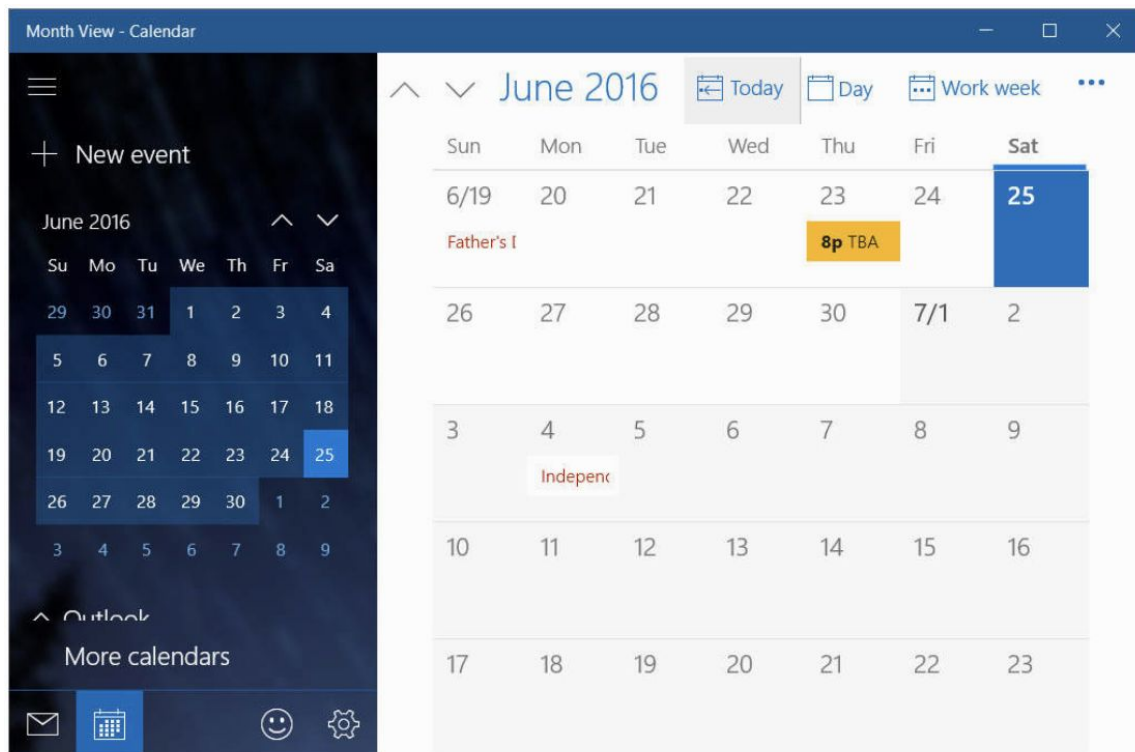 Month View - Calendar
New event
June 2016
Su Mo Tu We Th Fr Sa
29 30 31 1 2 3 4
5 6 7 8 9 10 11
12 13 14 15 16 17 18
19 20 21 22 23 24 25
26 27 28 29 30 1 2
3 4 5 6 7 8 9
Outlook
More calendars
June 2016 Today Day Work week
Sun Mon Tue Wed Thu Fri Sat
6/19 20 21 22 23 24 25
Father's 8p TBA
26 27 28 29 30 7/1 2
3 4 5 6 7 8 9
Indepen
10 11 12 13 14 15 16
17 18 19 20 21 22 23